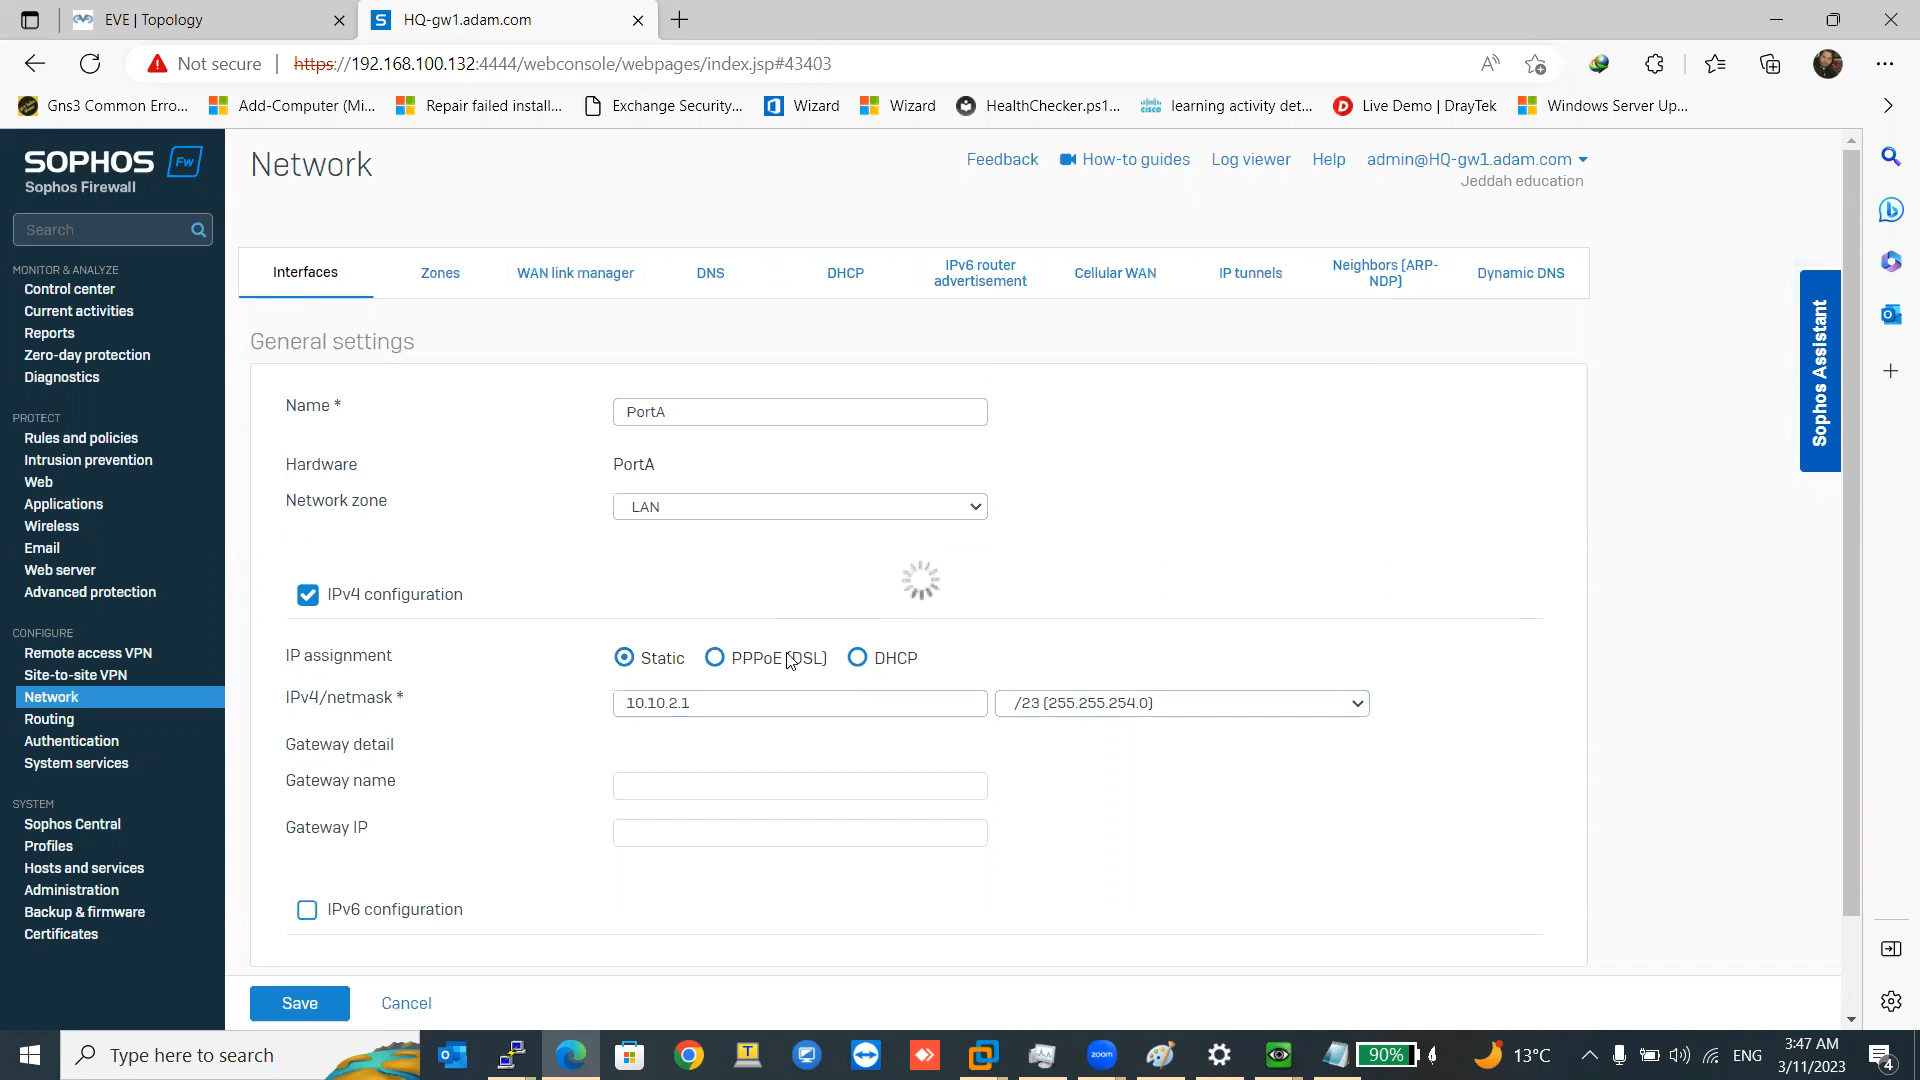 EVE | Topology
HQ-gw1.adam.com
Not secure
https://192.168.100.132:4444/webconsole/webpages/index.jsp#43403
Gns3 Common Erro...
Add-Computer (Mi...
Repair failed install...
Exchange Security...
Wizard
Wizard
HealthChecker.ps1...
learning activity det...
Live Demo | DrayTek
Windows Server Up...
SOPHOS Fw
Sophos Firewall
Search
MONITOR & ANALYZE
Control center
Current activities
Reports
Zero-day protection
Diagnostics
PROTECT
Rules and policies
Intrusion prevention
Web
Applications
Wireless
Email
Web server
Advanced protection
CONFIGURE
Remote access VPN
Site-to-site VPN
Network
Routing
Authentication
System services
SYSTEM
Sophos Central
Profiles
Hosts and services
Administration
Backup & firmware
Certificates
Network
Feedback
How-to guides
Log viewer
Help
admin@HQ-gw1.adam.com
Jeddah education
Interfaces
Zones
WAN link manager
DNS
DHCP
IPv6 router
advertisement
Cellular WAN
IP tunnels
Neighbors (ARP-
NDP)
Dynamic DNS
General settings
Name *
PortA
Hardware
PortA
Network zone
LAN
IPv4 configuration
IP assignment
Static
PPPoE (DSL)
DHCP
IPv4/netmask *
10.10.2.1
/23 (255.255.254.0)
Gateway detail
Gateway name
Gateway IP
IPv6 configuration
Save
Cancel
Sophos Assistant
Type here to search
zoom
90%
13°C
ENG
3:47 AM
3/11/2023
4